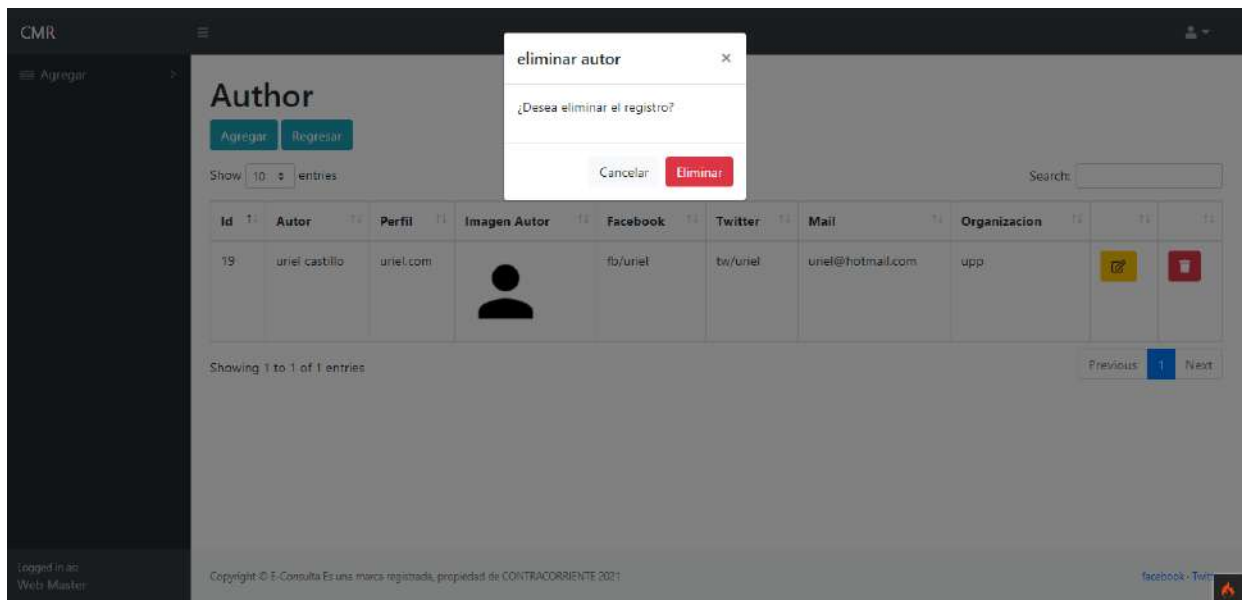 CMR
Agregar
eliminar autor ×
¿Desea eliminar el registro?
Cancelar Eliminar
Author
Agregar Regresar
Show 10 entries
Search:
Id Autor Perfil Imagen Autor Facebook Twitter Mail Organizacion
19 uriel castillo uriel.com fb/uriel tw/uriel uriel@hotmail.com upp
Showing 1 to 1 of 1 entries
Previous 1 Next
Logged in as:
Web Master
Copyright © E-Consulta Es una marca registrada, propiedad de CONTRACORRIENTE 2021
facebook · Twit